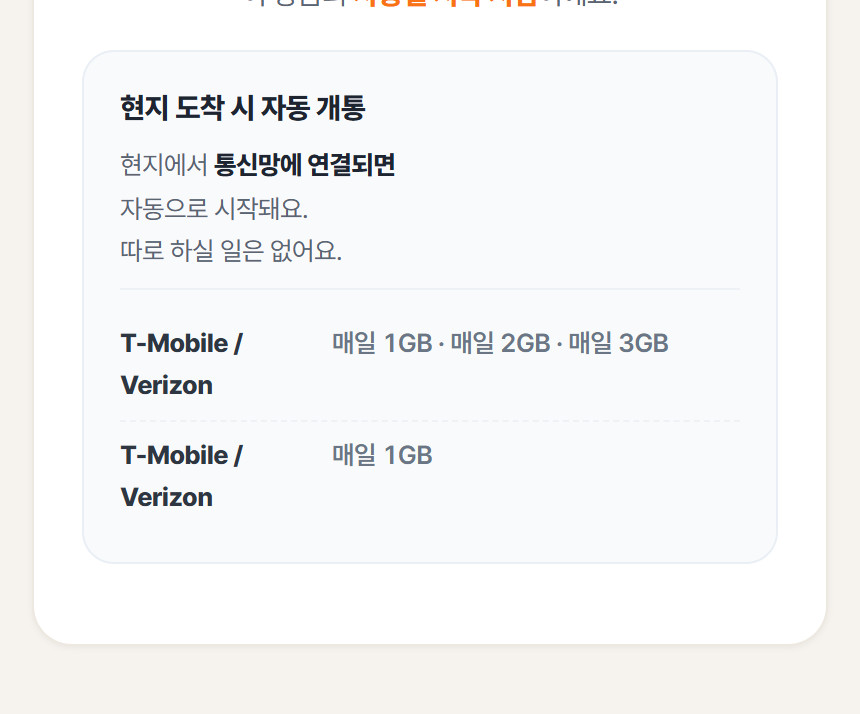 현지 도착 시 자동 개통
현지에서 통신망에 연결되면
자동으로 시작돼요.
따로 하실 일은 없어요.
T-Mobile / 매일 1GB · 매일 2GB · 매일 3GB
Verizon
T-Mobile / 매일 1GB
Verizon